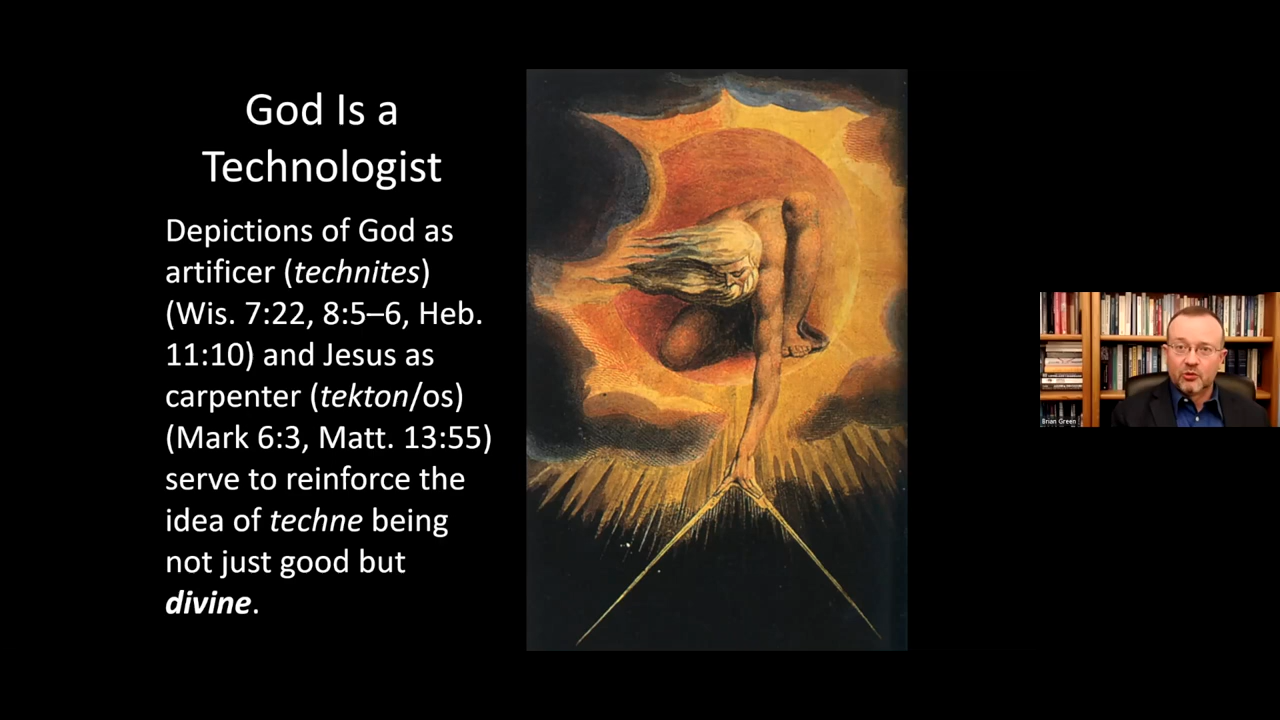 God Is a
Technologist
Depictions of God as
artificer (technites)
(Wis. 7:22, 8:5–6, Heb.
11:10) and Jesus as
carpenter (tekton/os)
(Mark 6:3, Matt. 13:55)
serve to reinforce the
idea of techne being
not just good but
divine.
Brian Green